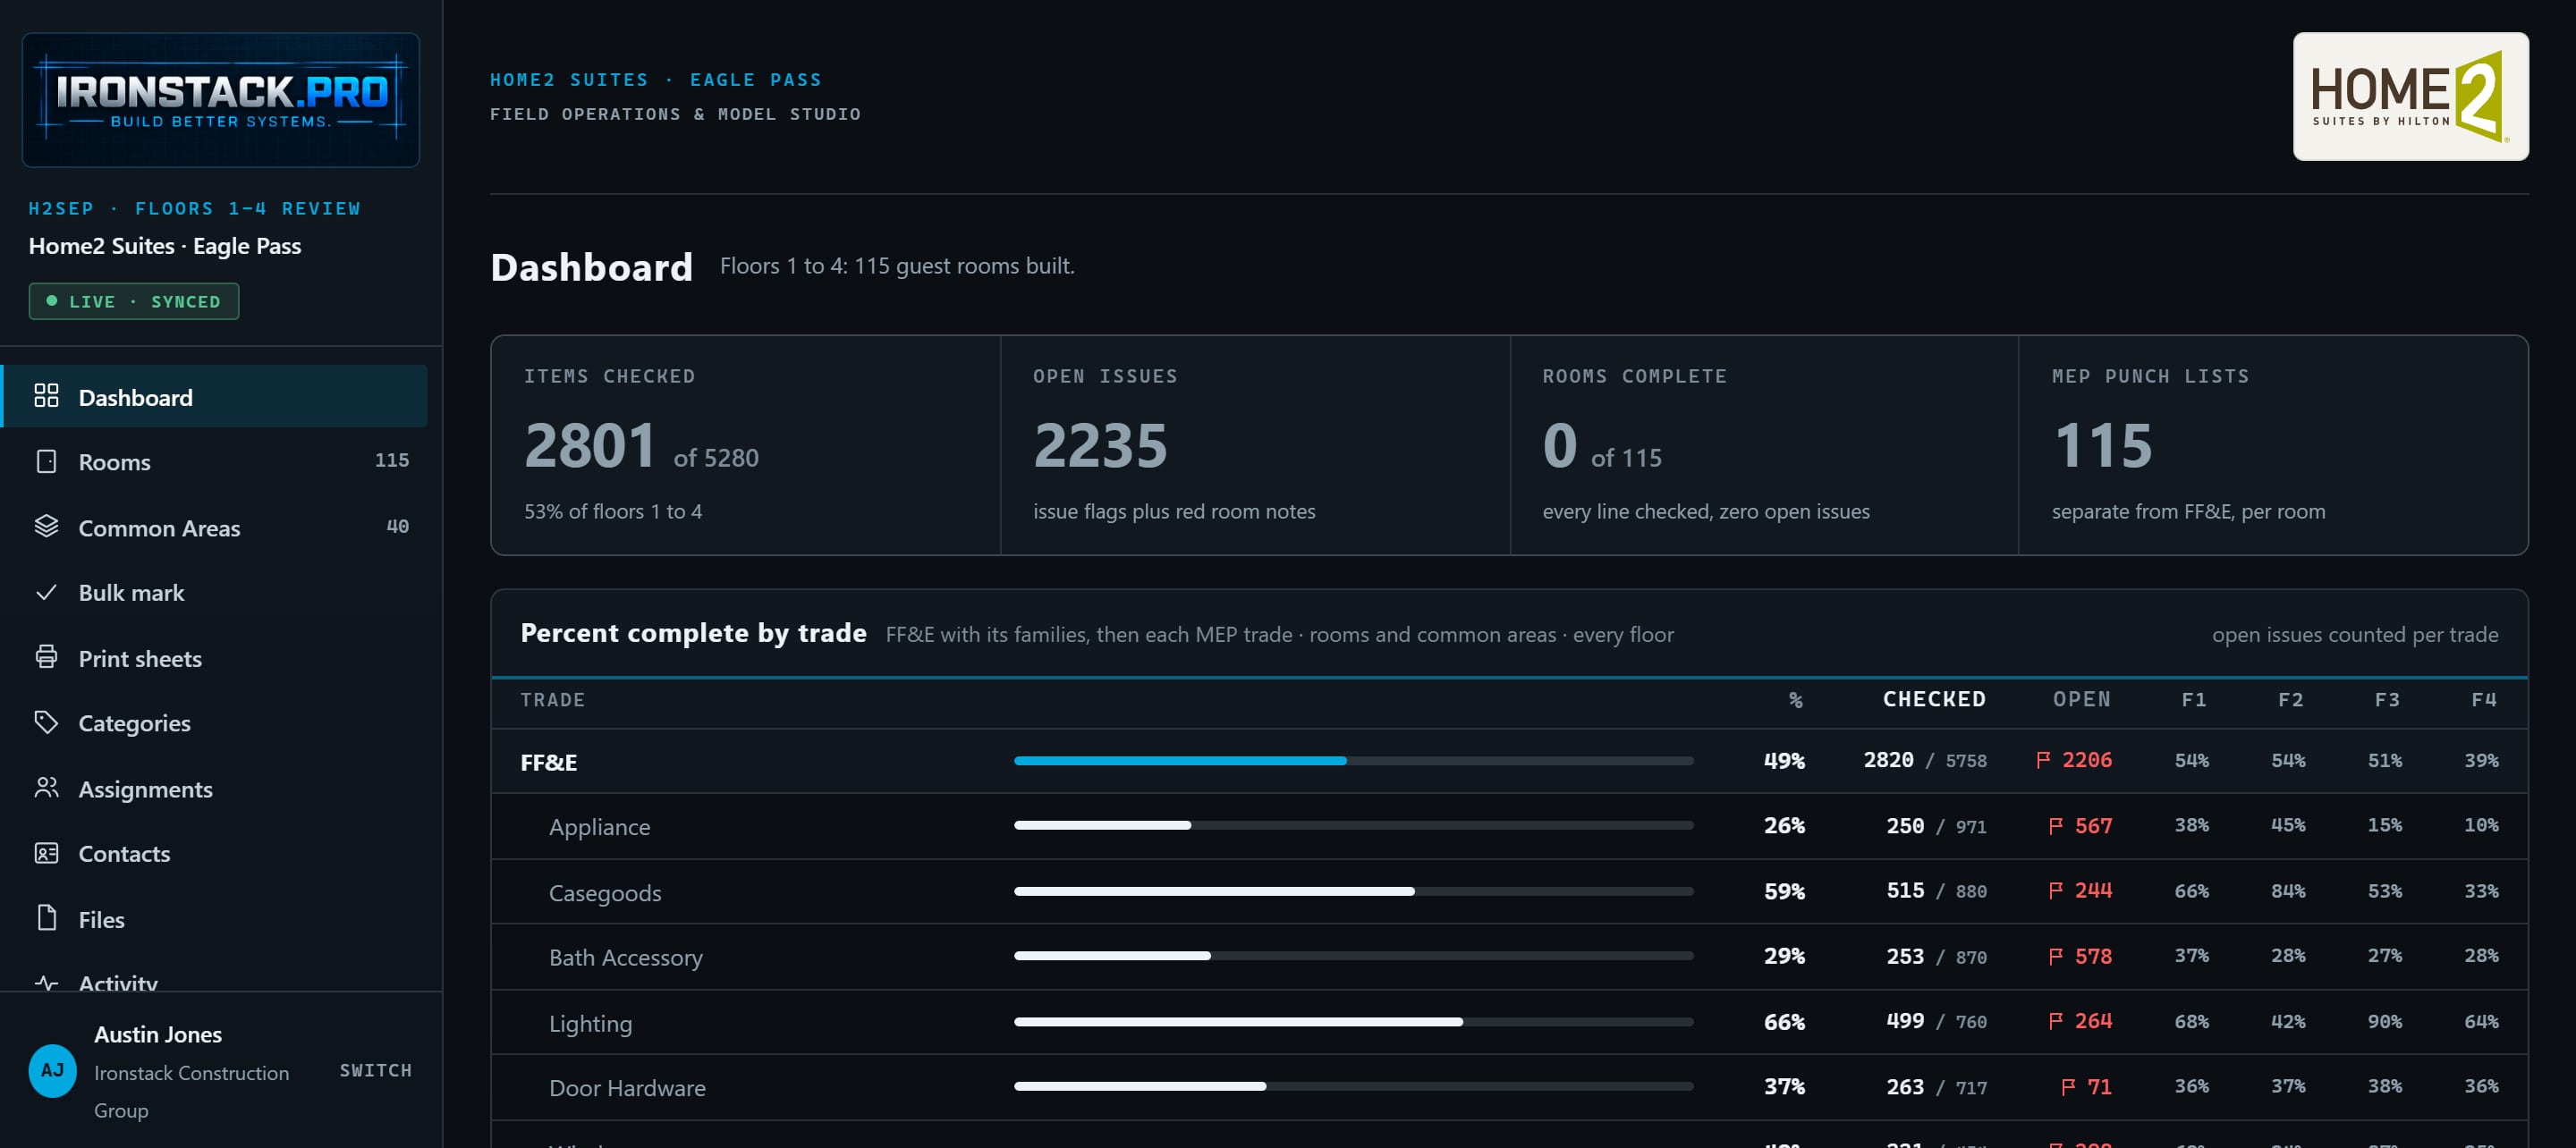 IRONSTACK.PRO
BUILD BETTER SYSTEMS.
H2SEP · FLOORS 1–4 REVIEW
Home2 Suites · Eagle Pass
LIVE · SYNCED
Dashboard
Rooms 115
Common Areas 40
Bulk mark
Print sheets
Categories
Assignments
Contacts
Files
Activity
AJ
Austin Jones
Ironstack Construction
Group
SWITCH
HOME2 SUITES · EAGLE PASS
FIELD OPERATIONS & MODEL STUDIO
HOME2
SUITES BY HILTON
Dashboard Floors 1 to 4: 115 guest rooms built.
ITEMS CHECKED
2801 of 5280
53% of floors 1 to 4
OPEN ISSUES
2235
issue flags plus red room notes
ROOMS COMPLETE
0 of 115
every line checked, zero open issues
MEP PUNCH LISTS
115
separate from FF&E, per room
Percent complete by trade FF&E with its families, then each MEP trade · rooms and common areas · every floor open issues counted per trade
TRADE % CHECKED OPEN F1 F2 F3 F4
FF&E 49% 2820 / 5758 2206 54% 54% 51% 39%
Appliance 26% 250 / 971 567 38% 45% 15% 10%
Casegoods 59% 515 / 880 244 66% 84% 53% 33%
Bath Accessory 29% 253 / 870 578 37% 28% 27% 28%
Lighting 66% 499 / 760 264 68% 42% 90% 64%
Door Hardware 37% 263 / 717 71 36% 37% 38% 36%